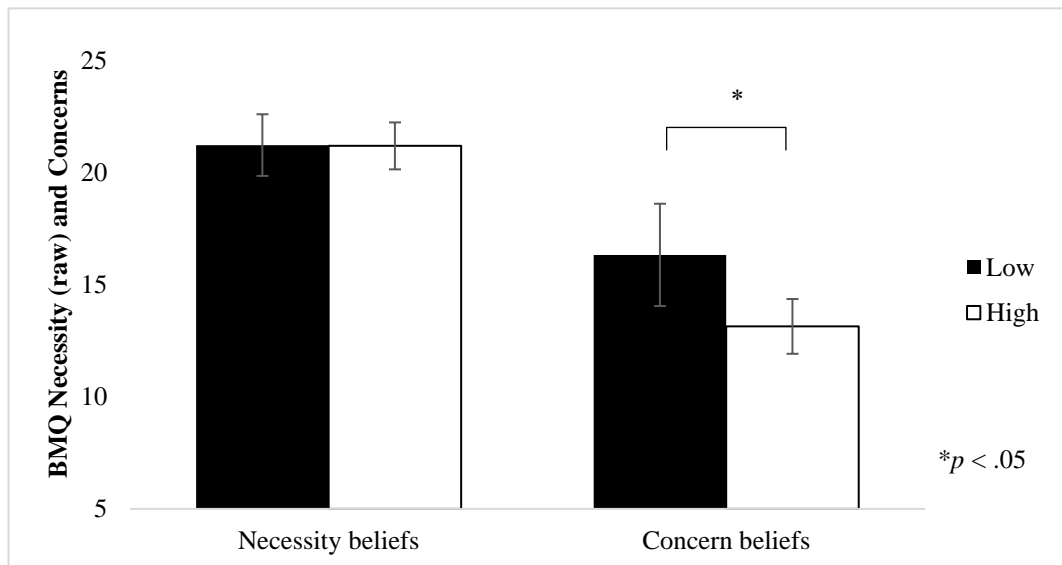 BMQ Necessity (raw) and Concerns
25
20
15
10
5
*
Necessity beliefs
Concern beliefs
Low
High
*p < .05